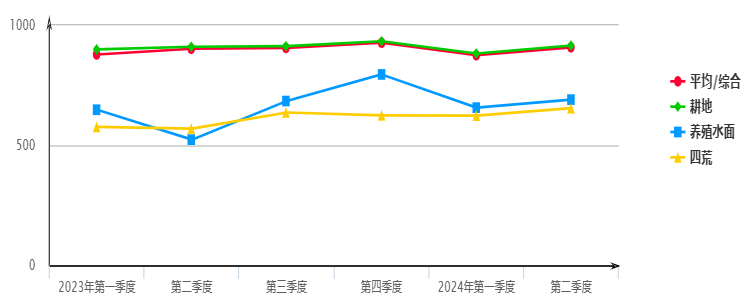 1000
500
0
2023年第一季度 第二季度 第三季度 第四季度 2024年第一季度 第二季度
平均/综合
耕地
养殖水面
四荒